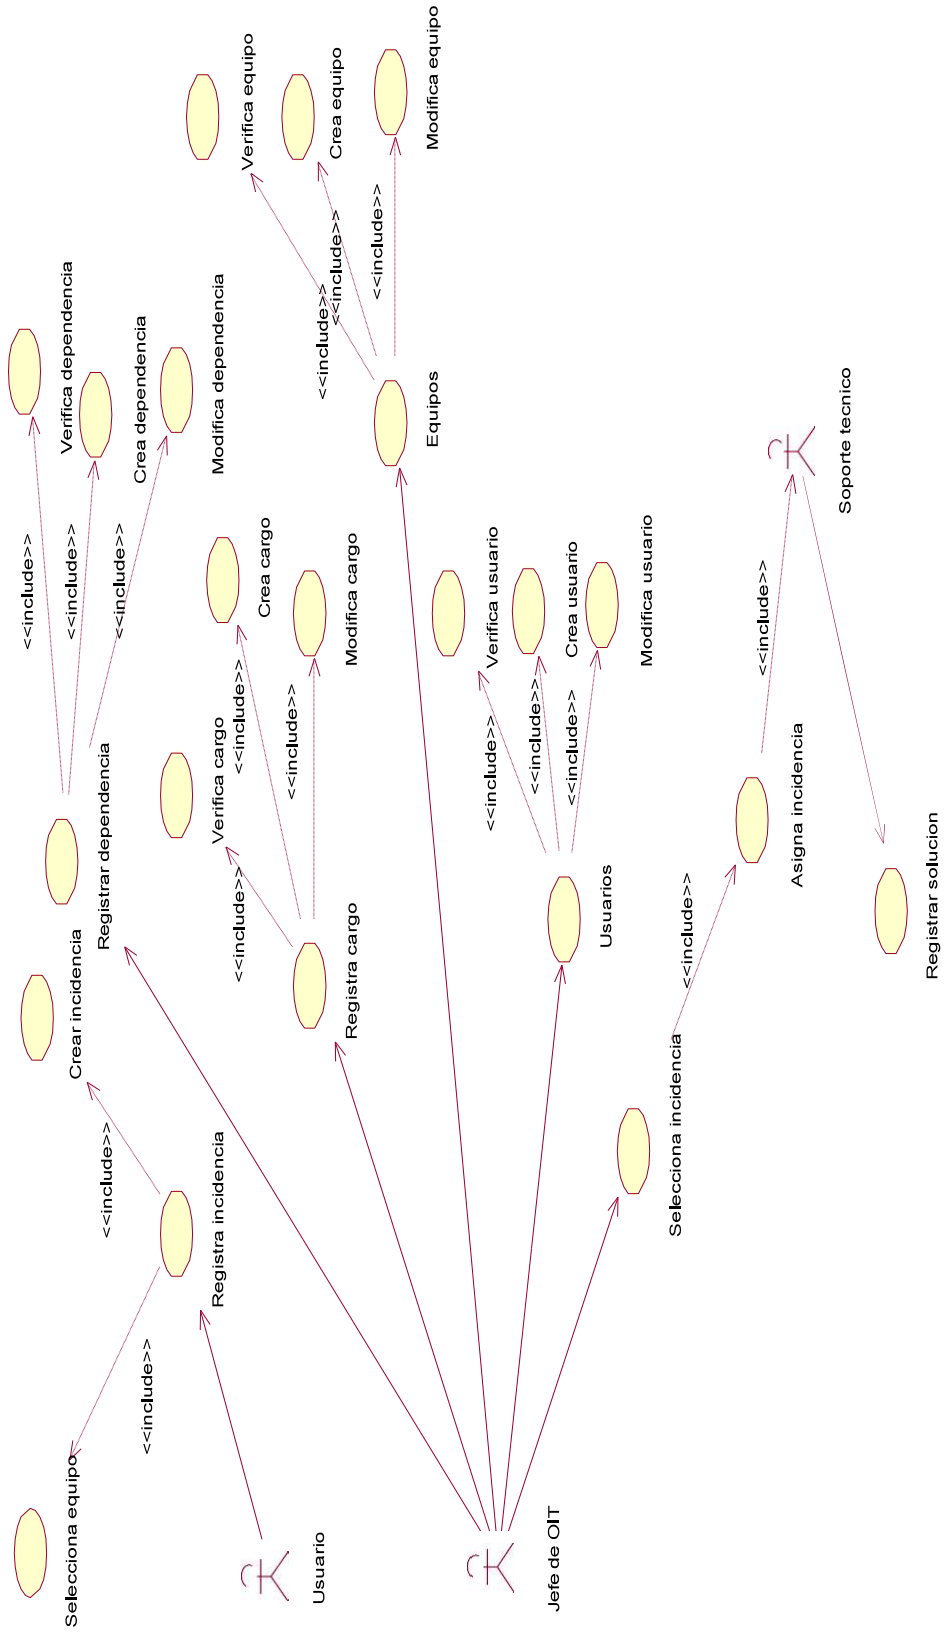 Selecciona equipo
<<include>>
Registra incidencia
<<include>>
Crear incidencia
Usuario
Registrar dependencia
<<include>>
<<include>>
<<include>>
Verifica dependencia
Crea dependencia
Modifica dependencia
Registra cargo
<<include>>
<<include>>
<<include>>
Verifica cargo
Crea cargo
Modifica cargo
Equipos
<<include>>
<<include>>
<<include>>
Verifica equipo
Crea equipo
Modifica equipo
Jefe de OIT
Usuarios
<<include>>
<<include>>
<<include>>
Verifica usuario
Crea usuario
Modifica usuario
Selecciona incidencia
<<include>>
Asigna incidencia
<<include>>
Soporte tecnico
Registrar solucion